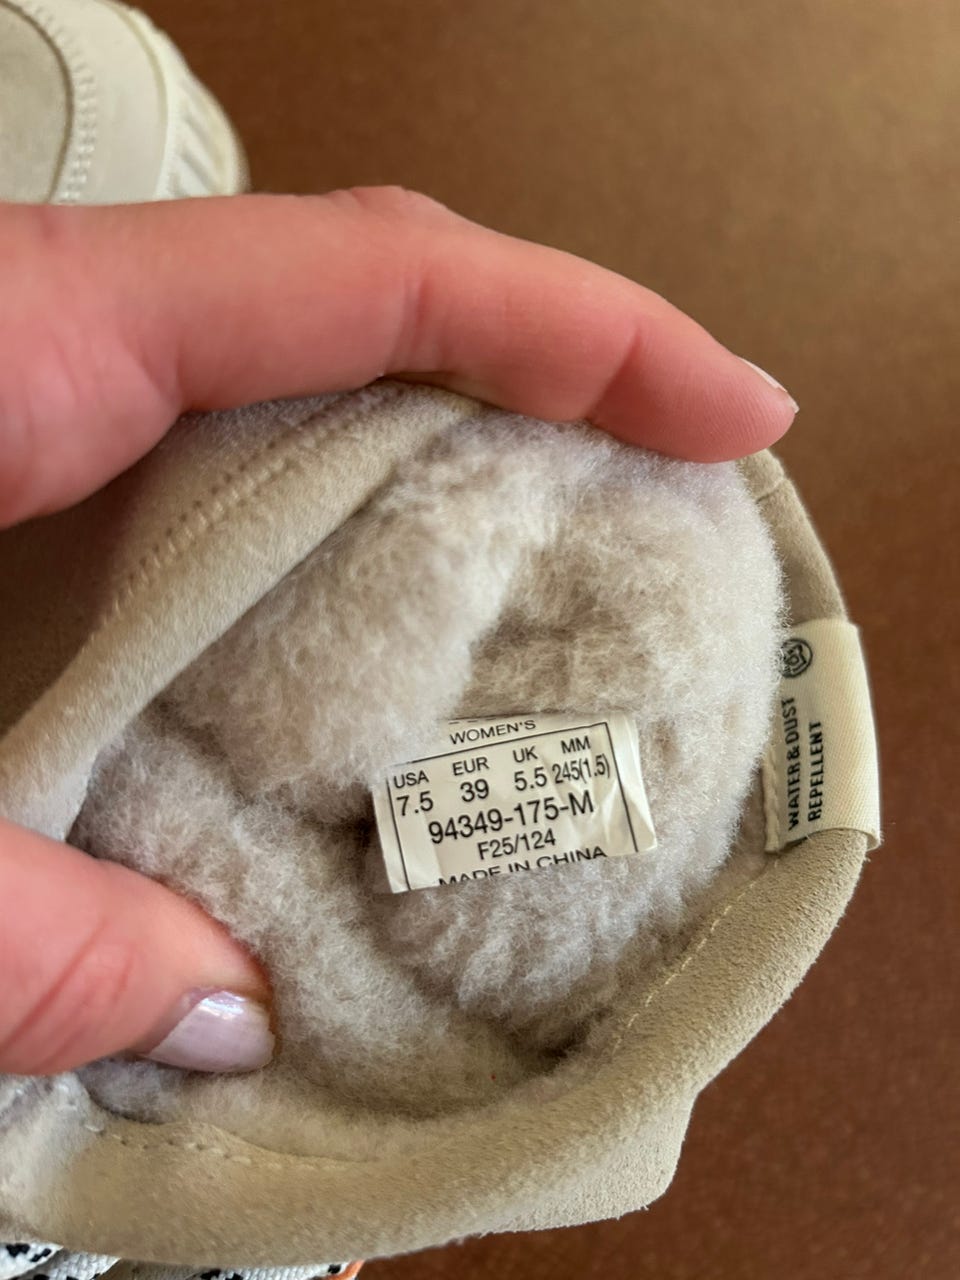 WOMEN'S
USA EUR UK MM
7.5 39 5.5 245(1.5)
94349-175-M
F25/124
MADE IN CHINA
WATER & DUST
REPELLENT